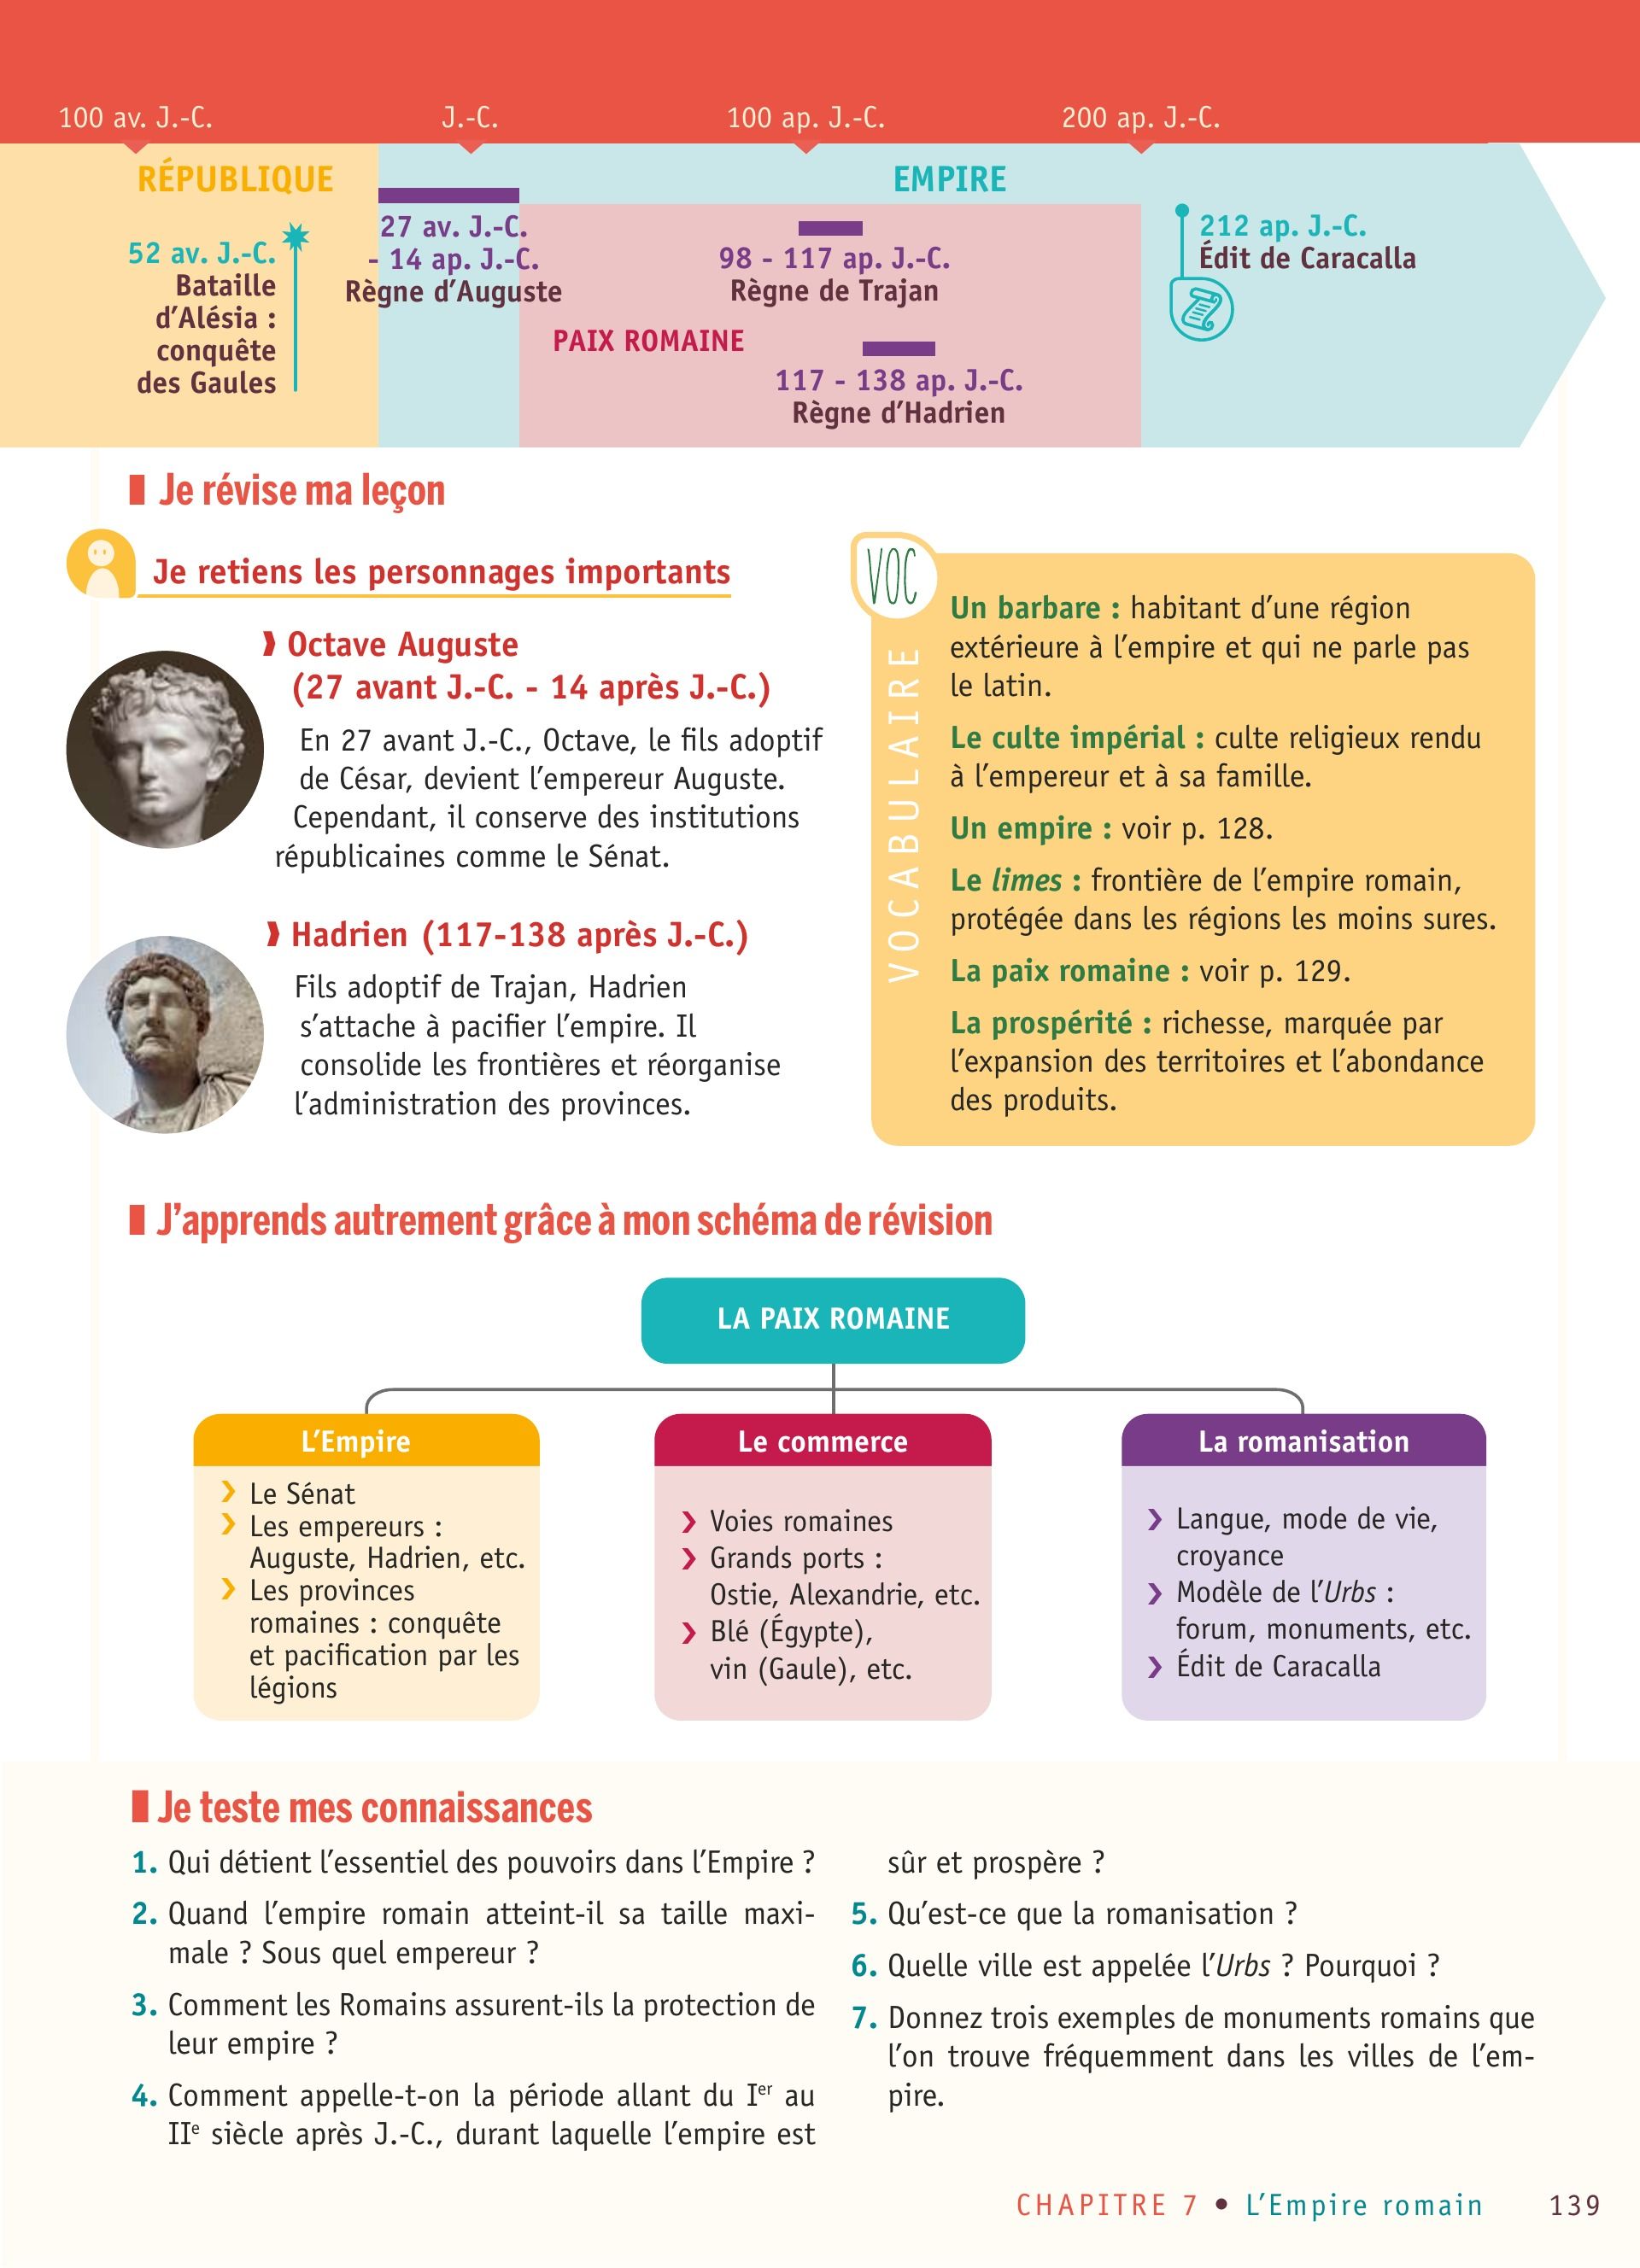 100 av. J.-C.
J.-C.
100 ap. J.-C.
200 ap. J.-C.
RÉPUBLIQUE
EMPIRE
52 av. J.-C.
Bataille
d’Alésia :
conquête
des Gaules
27 av. J.-C.
- 14 ap. J.-C.
Règne d’Auguste
98 - 117 ap. J.-C.
Règne de Trajan
PAIX ROMAINE
117 - 138 ap. J.-C.
Règne d’Hadrien
212 ap. J.-C.
Édit de Caracalla
Je révise ma leçon
Je retiens les personnages importants
Octave Auguste
(27 avant J.-C. - 14 après J.-C.)
En 27 avant J.-C., Octave, le fils adoptif
de César, devient l’empereur Auguste.
Cependant, il conserve des institutions
républicaines comme le Sénat.
Hadrien (117-138 après J.-C.)
Fils adoptif de Trajan, Hadrien
s’attache à pacifier l’empire. Il
consolide les frontières et réorganise
l’administration des provinces.
VOC
VOCABULAIRE
Un barbare : habitant d’une région
extérieure à l’empire et qui ne parle pas
le latin.
Le culte impérial : culte religieux rendu
à l’empereur et à sa famille.
Un empire : voir p. 128.
Le limes : frontière de l’empire romain,
protégée dans les régions les moins sures.
La paix romaine : voir p. 129.
La prospérité : richesse, marquée par
l’expansion des territoires et l’abondance
des produits.
J’apprends autrement grâce à mon schéma de révision
LA PAIX ROMAINE
L’Empire
Le Sénat
Les empereurs :
Auguste, Hadrien, etc.
Les provinces
romaines : conquête
et pacification par les
légions
Le commerce
Voies romaines
Grands ports :
Ostie, Alexandrie, etc.
Blé (Égypte),
vin (Gaule), etc.
La romanisation
Langue, mode de vie,
croyance
Modèle de l’Urbs :
forum, monuments, etc.
Édit de Caracalla
Je teste mes connaissances
1. Qui détient l’essentiel des pouvoirs dans l’Empire ?
2. Quand l’empire romain atteint-il sa taille maxi-
male ? Sous quel empereur ?
3. Comment les Romains assurent-ils la protection de
leur empire ?
4. Comment appelle-t-on la période allant du Ier au
IIe siècle après J.-C., durant laquelle l’empire est
sûr et prospère ?
5. Qu’est-ce que la romanisation ?
6. Quelle ville est appelée l’Urbs ? Pourquoi ?
7. Donnez trois exemples de monuments romains que
l’on trouve fréquemment dans les villes de l’em-
pire.
CHAPITRE 7 • L’Empire romain 139